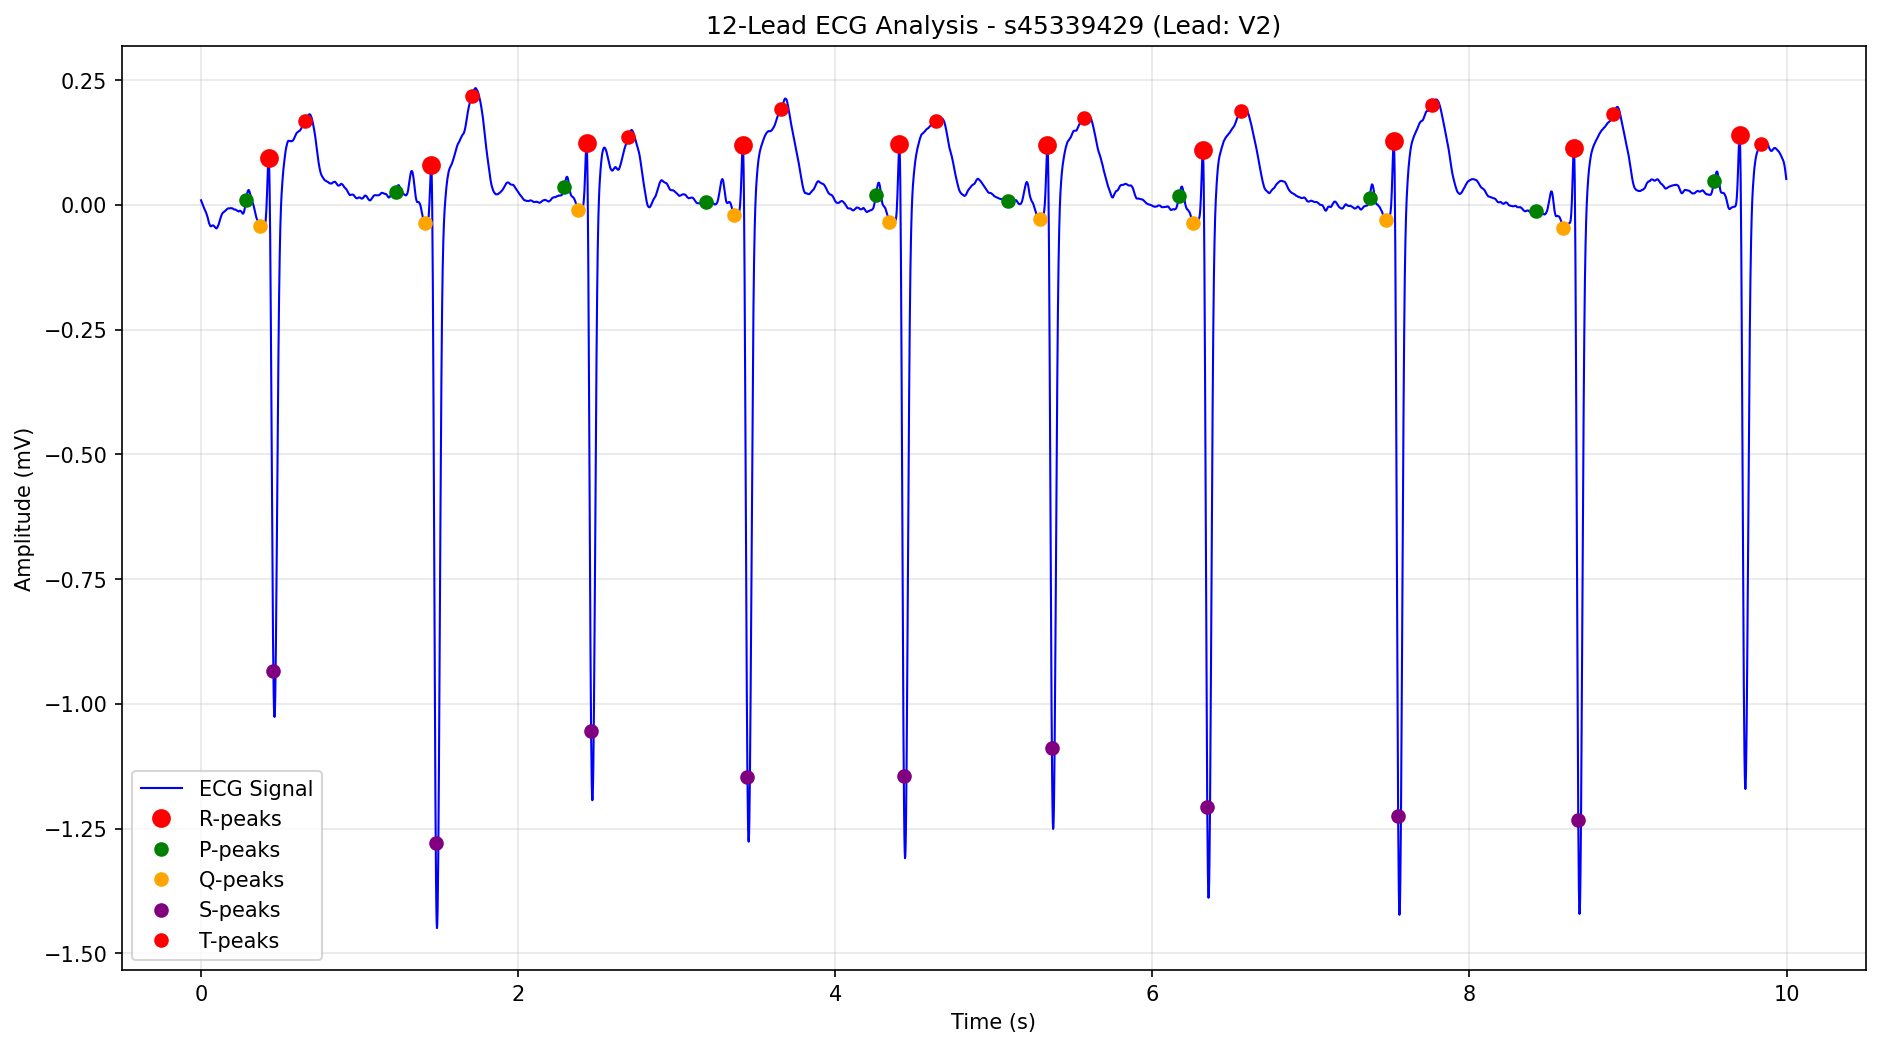 12-Lead ECG Analysis - s45339429 (Lead: V2)
Amplitude (mV)
0.25
0.00
−0.25
−0.50
−0.75
−1.00
−1.25
−1.50
ECG Signal
R-peaks
P-peaks
Q-peaks
S-peaks
T-peaks
0 2 4 6 8 10
Time (s)